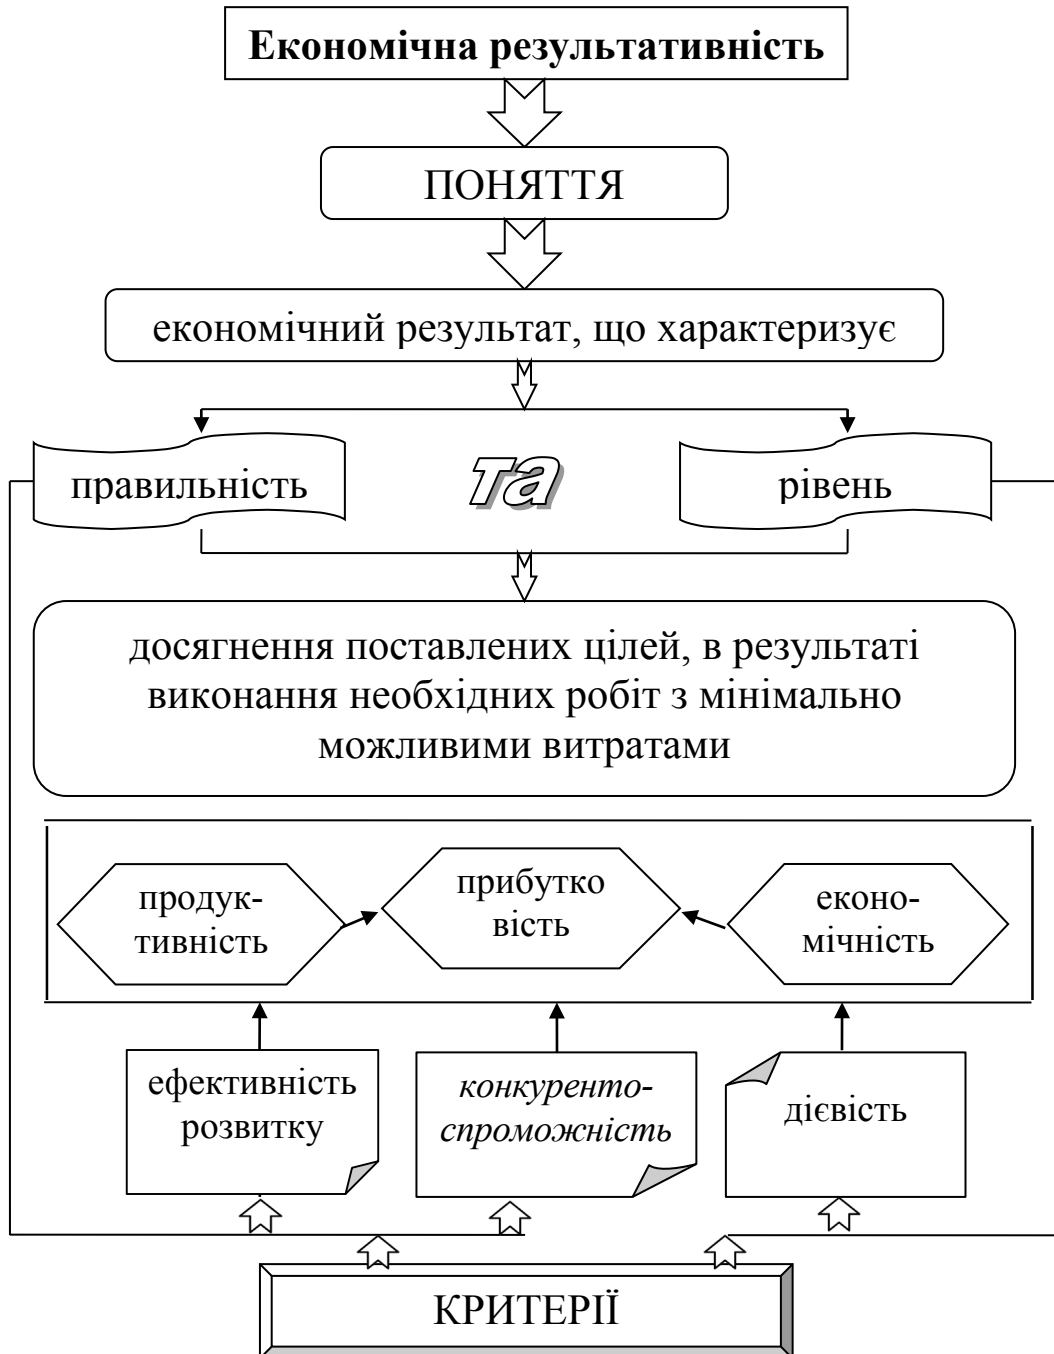 Економічна результативність
ПОНЯТТЯ
економічний результат, що характеризує
правильність
та
рівень
досягнення поставлених цілей, в результаті
виконання необхідних робіт з мінімально
можливими витратами
продук-
тивність
прибутко
вість
еконо-
мічність
ефективність
розвитку
конкуренто-
спроможність
дієвість
КРИТЕРІЇ